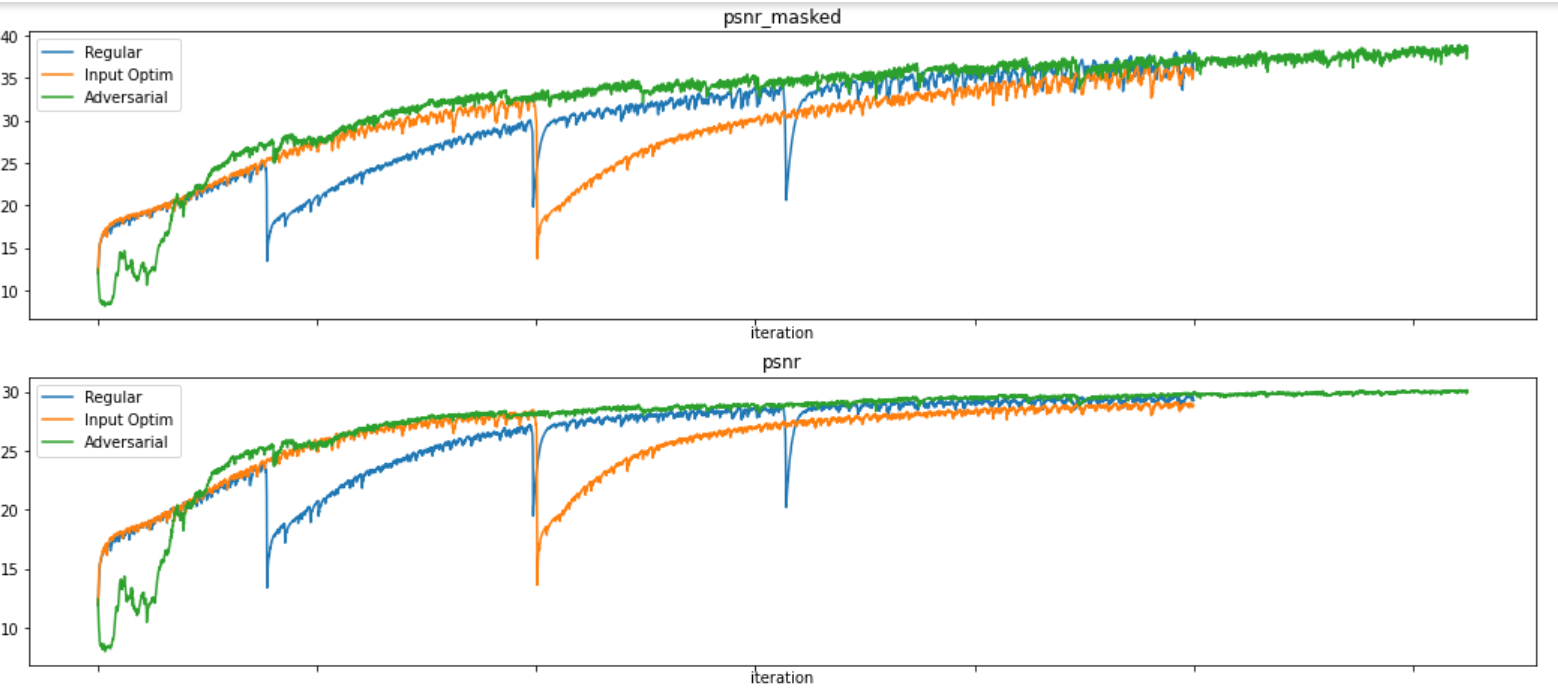 psnr_masked
40
35
30
25
20
15
10
Regular
Input Optim
Adversarial
iteration
psnr
30
25
20
15
10
Regular
Input Optim
Adversarial
iteration